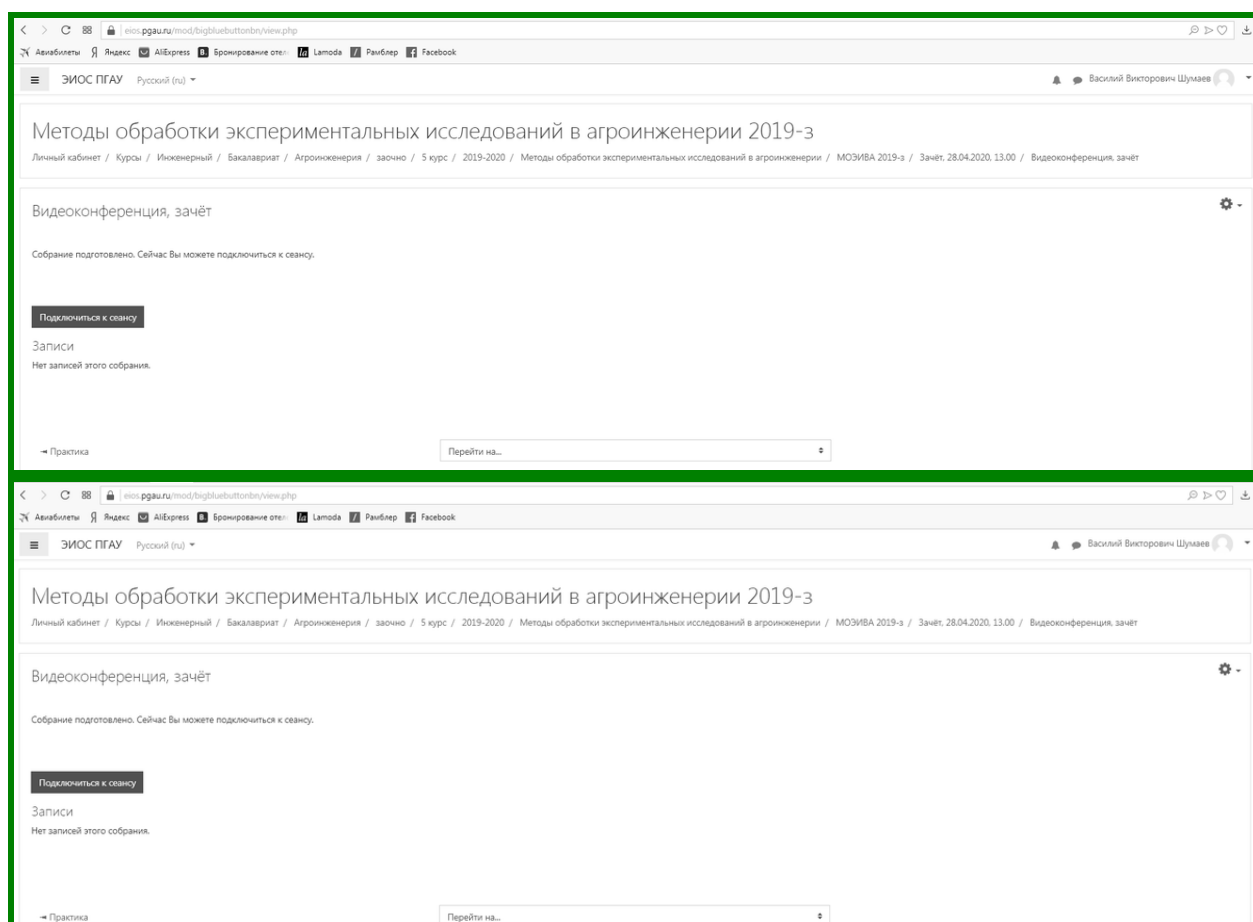 eios.pgau.ru/mod/bigbluebuttonbn/view.php
Авиабилеты Яндекс AliExpress Бронирование отел Lamoda Рамблер Facebook
ЭИОС ПГАУ Русский (ru) Василий Викторович Шумаев
Методы обработки экспериментальных исследований в агроинженерии 2019-з
Личный кабинет / Курсы / Инженерный / Бакалавриат / Агроинженерия / заочно / 5 курс / 2019-2020 / Методы обработки экспериментальных исследований в агроинженерии / МОЭИВА 2019-з / Зачёт, 28.04.2020, 13.00 / Видеоконференция, зачёт
Видеоконференция, зачёт
Собрание подготовлено. Сейчас Вы можете подключиться к сеансу.
Подключиться к сеансу
Записи
Нет записей этого собрания.
◄ Практика Перейти на...
eios.pgau.ru/mod/bigbluebuttonbn/view.php
Авиабилеты Яндекс AliExpress Бронирование отел Lamoda Рамблер Facebook
ЭИОС ПГАУ Русский (ru) Василий Викторович Шумаев
Методы обработки экспериментальных исследований в агроинженерии 2019-з
Личный кабинет / Курсы / Инженерный / Бакалавриат / Агроинженерия / заочно / 5 курс / 2019-2020 / Методы обработки экспериментальных исследований в агроинженерии / МОЭИВА 2019-з / Зачёт, 28.04.2020, 13.00 / Видеоконференция, зачёт
Видеоконференция, зачёт
Собрание подготовлено. Сейчас Вы можете подключиться к сеансу.
Подключиться к сеансу
Записи
Нет записей этого собрания.
◄ Практика Перейти на...